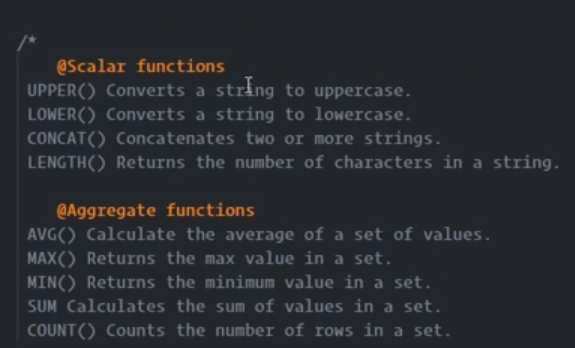 /*
@Scalar functions
UPPER() Converts a string to uppercase.
LOWER() Converts a string to lowercase.
CONCAT() Concatenates two or more strings.
LENGTH() Returns the number of characters in a string.
@Aggregate functions
AVG() Calculate the average of a set of values.
MAX() Returns the max value in a set.
MIN() Returns the minimum value in a set.
SUM Calculates the sum of values in a set.
COUNT() Counts the number of rows in a set.